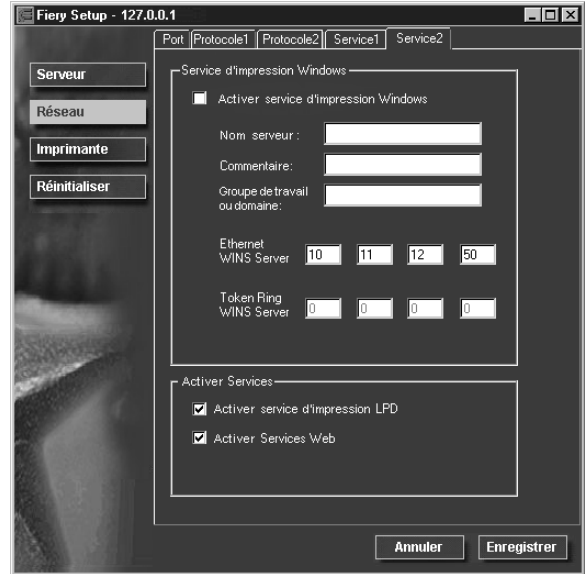 Fiery Setup - 127.0.0.1
Port Protocole1 Protocole2 Service1 Service2
Serveur
Réseau
Imprimante
Réinitialiser
Service d'impression Windows
Activer service d'impression Windows
Nom serveur :
Commentaire:
Groupe de travail
ou domaine:
Ethernet
WINS Server 10 11 12 50
Token Ring
WINS Server 0 0 0 0
Activer Services
Activer service d'impression LPD
Activer Services Web
Annuler Enregistrer